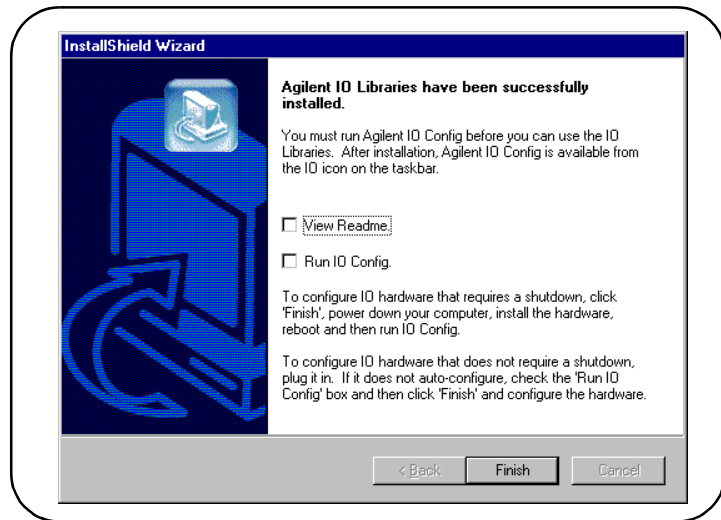 InstallShield Wizard
Agilent IO Libraries have been successfully
installed.
You must run Agilent IO Config before you can use the IO
Libraries. After installation, Agilent IO Config is available from
the IO icon on the taskbar.
View Readme.
Run IO Config.
To configure IO hardware that requires a shutdown, click
'Finish', power down your computer, install the hardware,
reboot and then run IO Config.
To configure IO hardware that does not require a shutdown,
plug it in. If it does not auto-configure, check the 'Run IO
Config' box and then click 'Finish' and configure the hardware.
< Back
Finish
Cancel